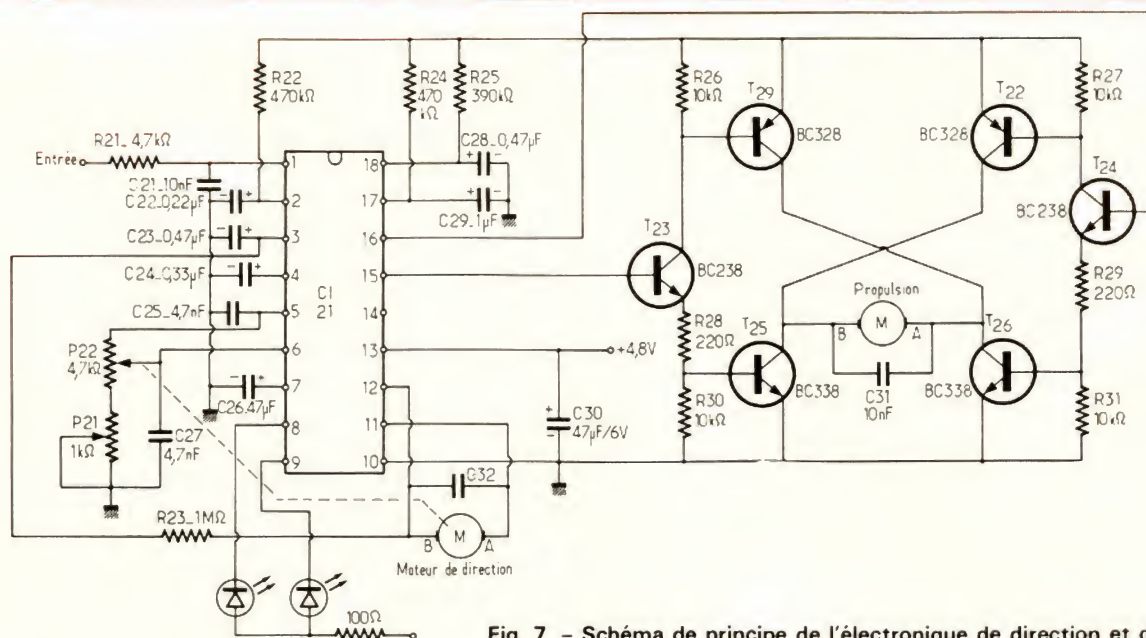 R22
470kΩ
R24
470
kΩ
R25
390kΩ
R26
10kΩ
T29
BC328
T22
BC328
R27
10kΩ
R21_4,7kΩ
Entrée
C28_0,47µF
C21_10nF
C22_0,22µF
C23_0,47µF
C24_0,33µF
C25_4,7nF
C29_1µF
1
2
3
4
5
6
7
8
9
18
17
16
15
14
13
12
11
10
CI
21
T23
BC238
T24
BC238
R28
220Ω
R29
220Ω
Propulsion
B M A
T25
BC338
T26
BC338
C31
10nF
R30
10kΩ
R31
10kΩ
P22
4,7kΩ
P21
1kΩ
C26.47µF
C27
4,7nF
+4,8V
C30
47µF/6V
C32
R23_1MΩ
B M A
Moteur de direction
100Ω
Fig. 7. – Schéma de principe de l'électronique de direction et